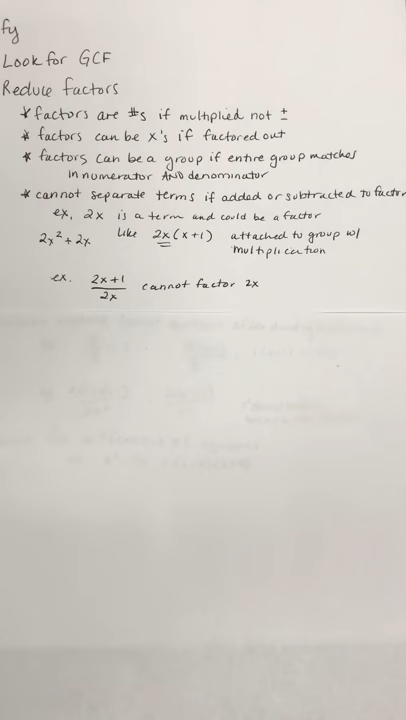 fy
Look for GCF
Reduce factors
* factors are #s if multiplied not ±
* factors can be x's if factored out
* factors can be a group if entire group matches
in numerator AND denominator
* cannot separate terms if added or subtracted to factor
ex, 2x is a term and could be a factor
2x² + 2x like 2x(x+1) attached to group w/
multiplication
ex. (2x+1)/2x cannot factor 2x